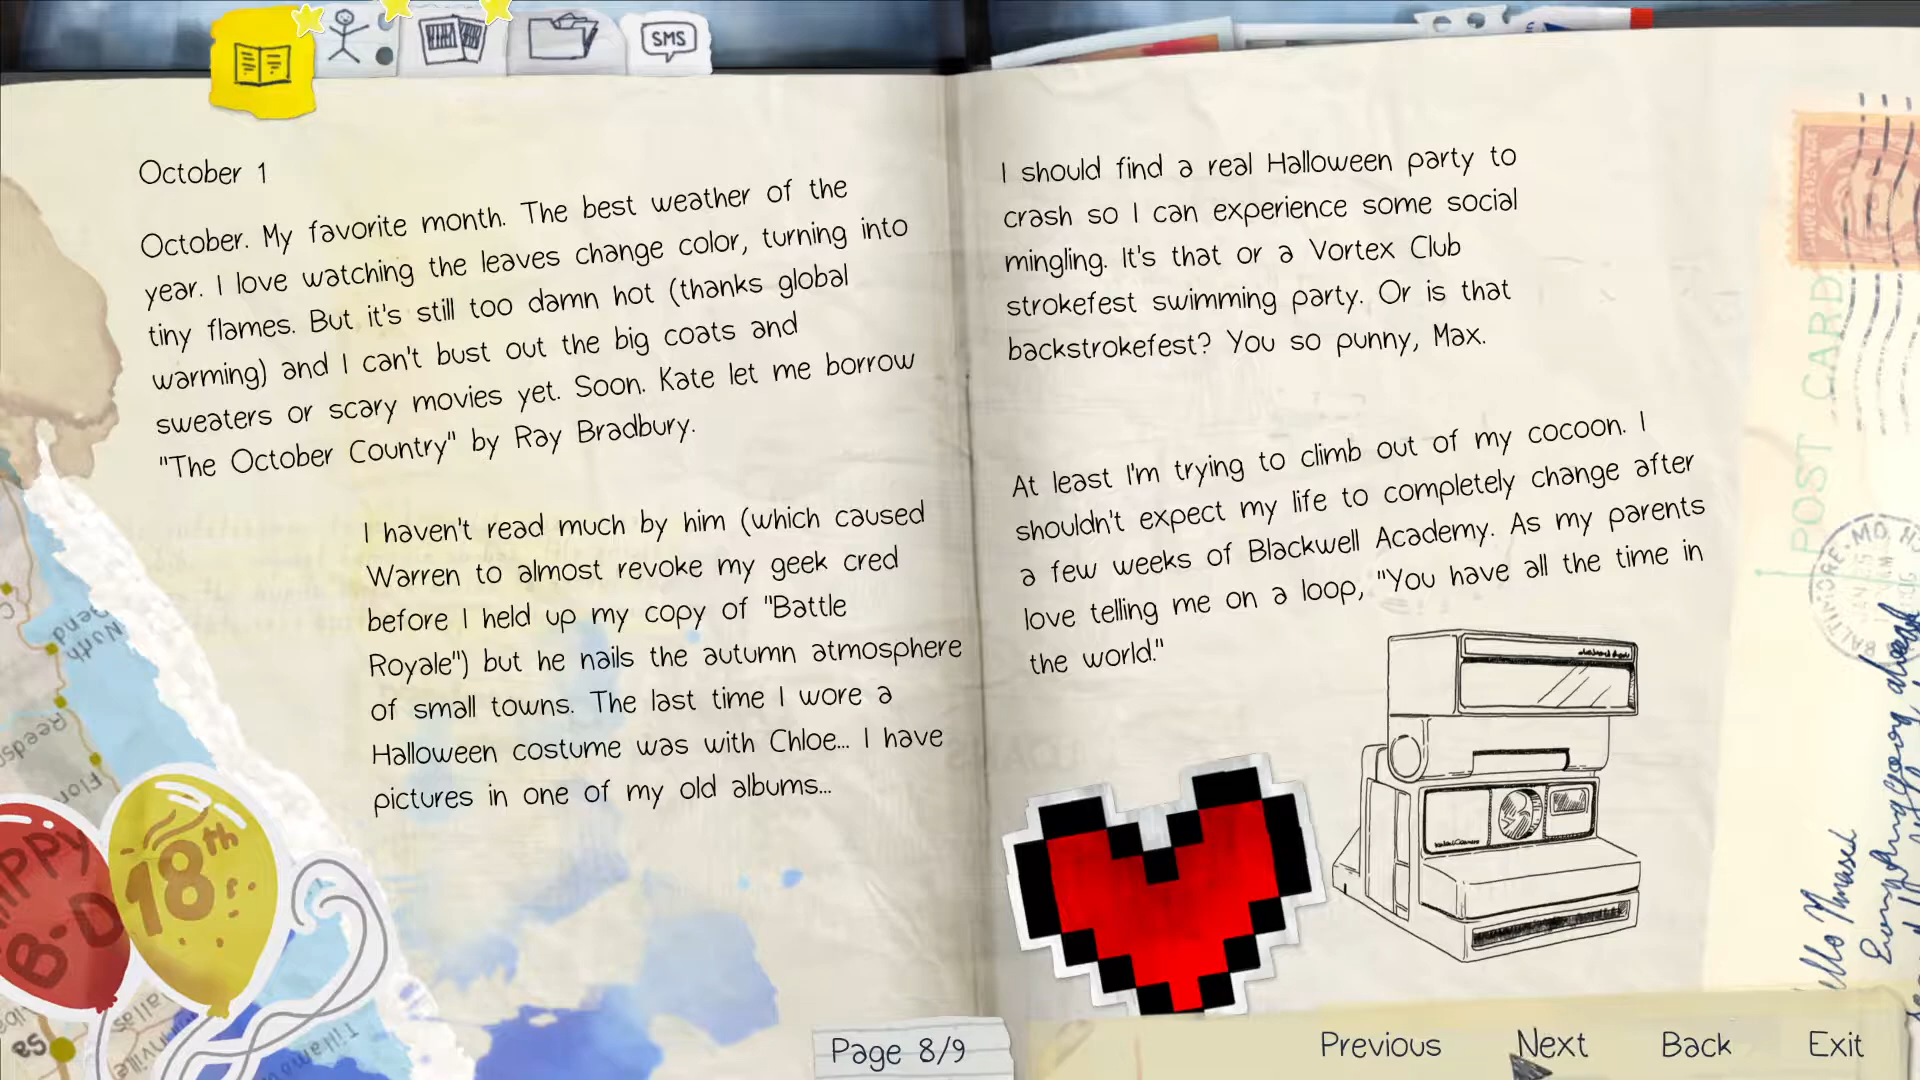 SMS
October 1
October. My favorite month. The best weather of the
year. I love watching the leaves change color, turning into
tiny flames. But it's still too damn hot (thanks global
warming) and I can't bust out the big coats and
sweaters or scary movies yet. Soon. Kate let me borrow
"The October Country" by Ray Bradbury.
I haven't read much by him (which caused
Warren to almost revoke my geek cred
before I held up my copy of "Battle
Royale") but he nails the autumn atmosphere
of small towns. The last time I wore a
Halloween costume was with Chloe... I have
pictures in one of my old albums...
North
Bend
HAPPY
B-D
18th
I should find a real Halloween party to
crash so I can experience some social
mingling. It's that or a Vortex Club
strokefest swimming party. Or is that
backstrokefest? You so punny, Max.
At least I'm trying to climb out of my cocoon. I
shouldn't expect my life to completely change after
a few weeks of Blackwell Academy. As my parents
love telling me on a loop, "You have all the time in
the world."
POST CARD
BALTIMORE, MD.
Page 8/9
Previous
Next
Back
Exit